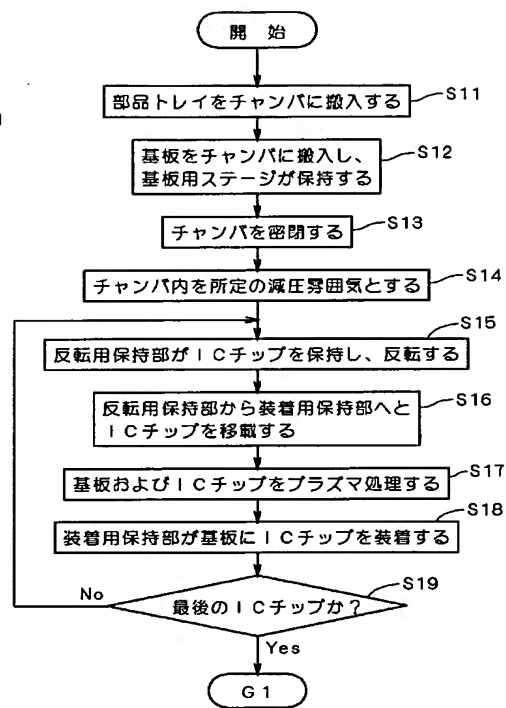 開 始
部品トレイをチャンバに搬入する
S11
基板をチャンバに搬入し、
基板用ステージが保持する
S12
チャンバを密閉する
S13
チャンバ内を所定の減圧雰囲気とする
S14
反転用保持部がICチップを保持し、反転する
S15
反転用保持部から装着用保持部へと
ICチップを移載する
S16
基板およびICチップをプラズマ処理する
S17
装着用保持部が基板にICチップを装着する
S18
最後のICチップか？
S19
No
Yes
G1